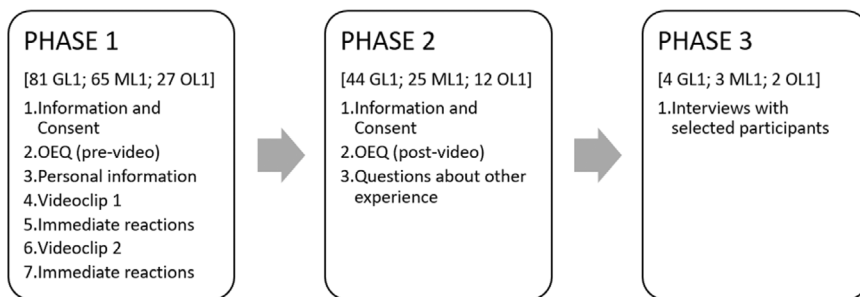 PHASE 1
[81 GL1; 65 ML1; 27 OL1]
1.Information and
Consent
2.OEQ (pre-video)
3.Personal information
4.Videoclip 1
5.Immediate reactions
6.Videoclip 2
7.Immediate reactions
PHASE 2
[44 GL1; 25 ML1; 12 OL1]
1.Information and
Consent
2.OEQ (post-video)
3.Questions about other
experience
PHASE 3
[4 GL1; 3 ML1; 2 OL1]
1.Interviews with
selected participants